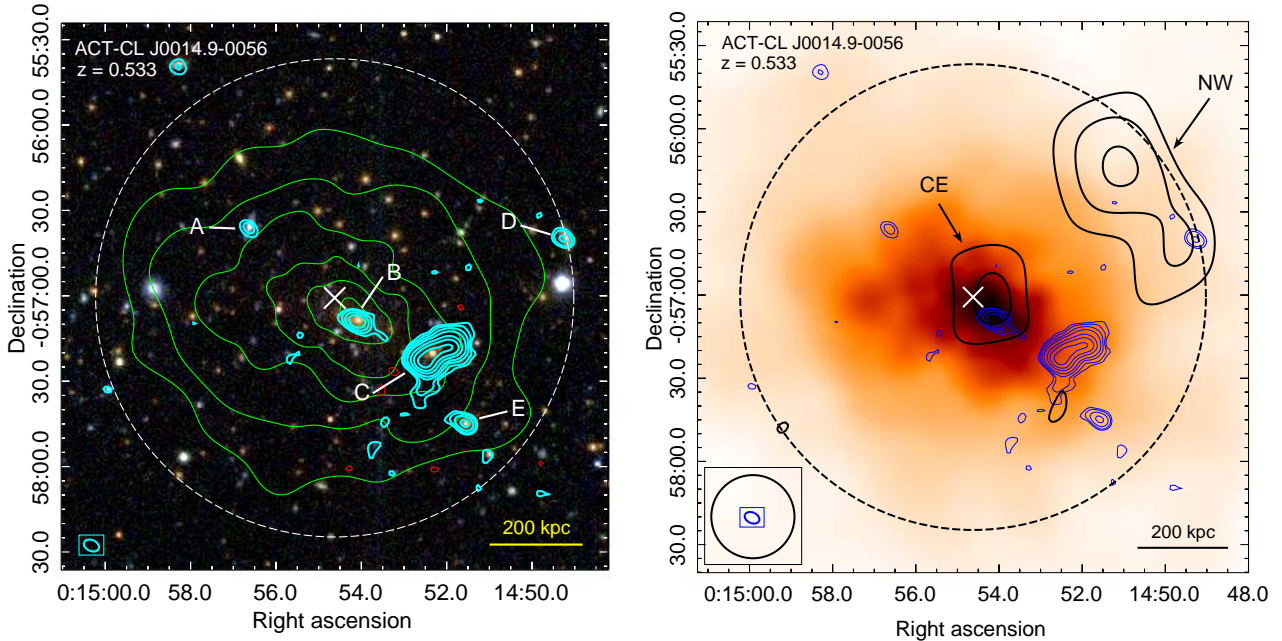 ACT-CL J0014.9-0056
z = 0.533
A
B
C
D
E
200 kpc
55:30.0
56:00.0
30.0
-0:57:00.0
30.0
58:00.0
30.0
Declination
0:15:00.0 58.0 56.0 54.0 52.0 14:50.0
Right ascension
ACT-CL J0014.9-0056
z = 0.533
NW
CE
200 kpc
55:30.0
56:00.0
30.0
-0:57:00.0
30.0
58:00.0
30.0
Declination
0:15:00.0 58.0 56.0 54.0 52.0 14:50.0 48.0
Right ascension